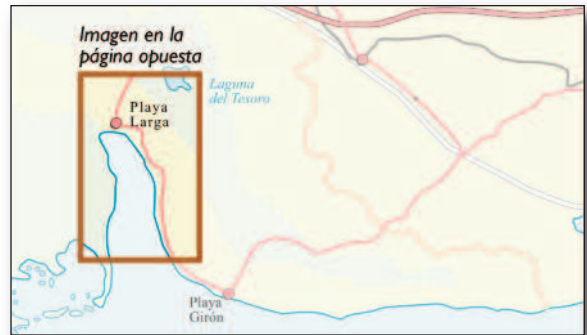 Imagen en la
página opuesta
Laguna
del Tesoro
Playa
Larga
Playa
Girón